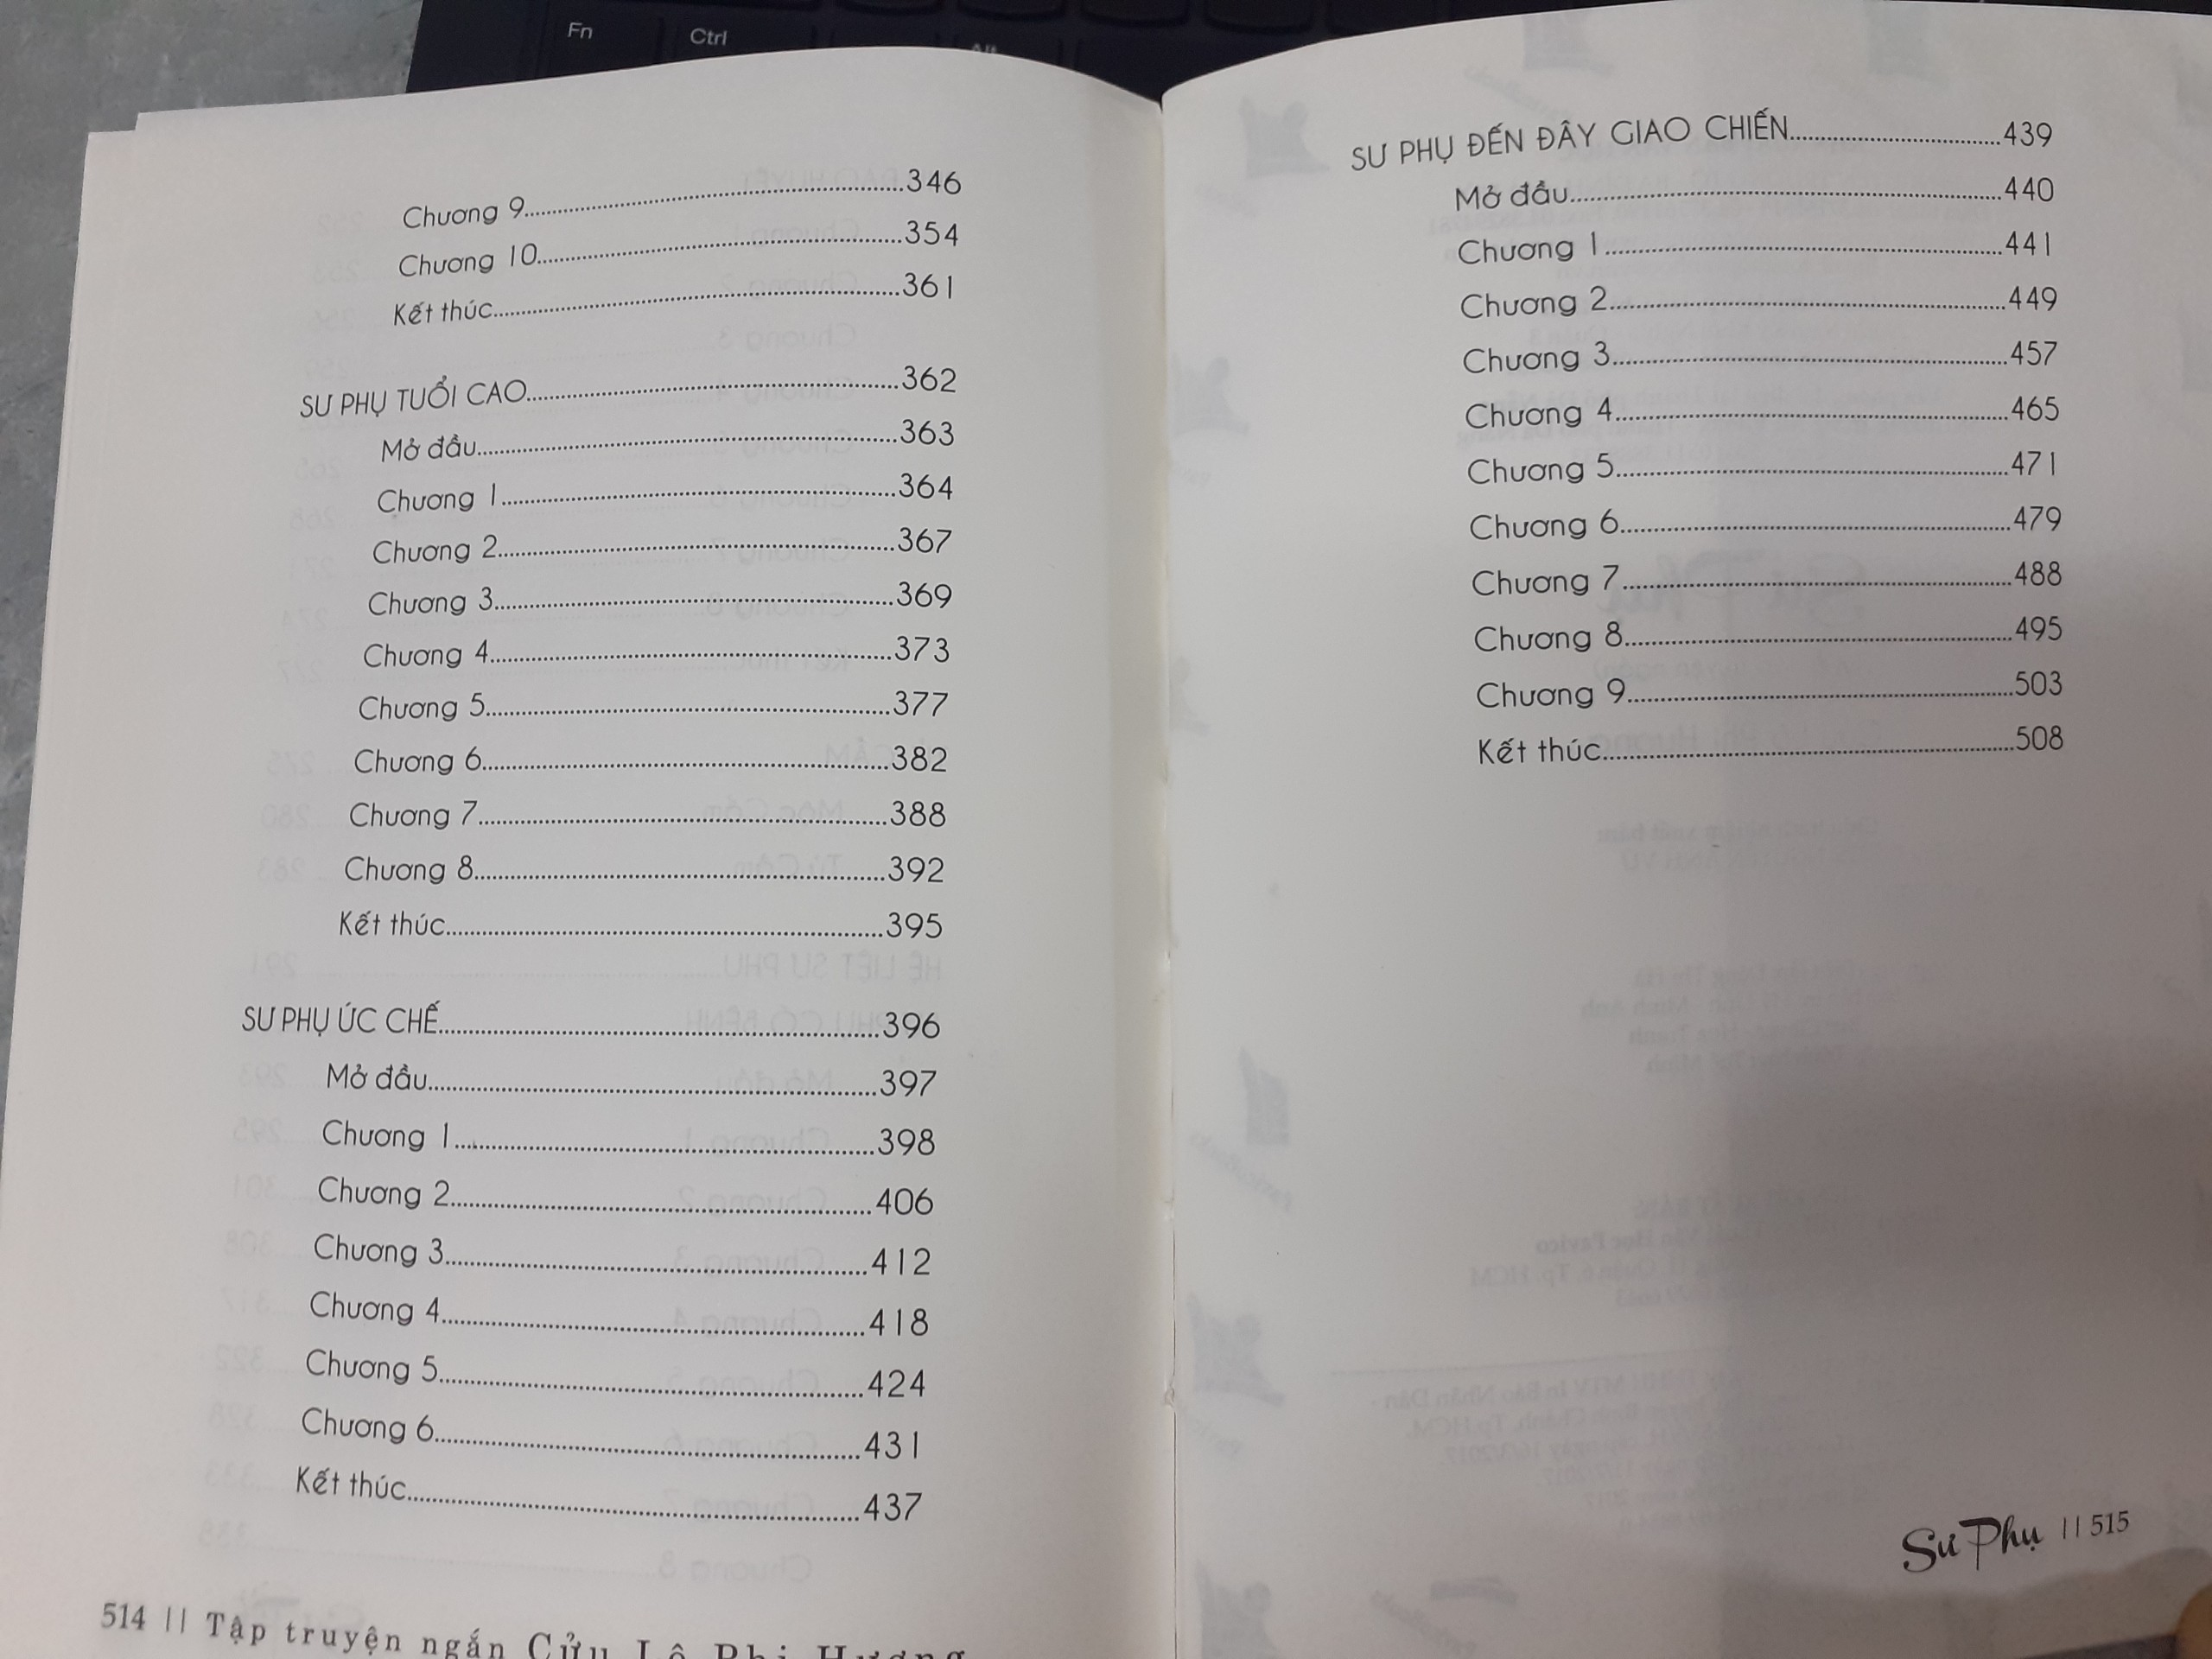 Fn
Ctrl
Alt
Chương 9..........346
Chương 10..........354
Kết thúc..........361
SƯ PHỤ TUỔI CAO..........362
Mở đầu..........363
Chương 1..........364
Chương 2..........367
Chương 3..........369
Chương 4..........373
Chương 5..........377
Chương 6..........382
Chương 7..........388
Chương 8..........392
Kết thúc..........395
SƯ PHỤ ỨC CHẾ..........396
Mở đầu..........397
Chương 1..........398
Chương 2..........406
Chương 3..........412
Chương 4..........418
Chương 5..........424
Chương 6..........431
Kết thúc..........437
514 || Tập truyện ngắn Cửu Lộ Phi Hương
SƯ PHỤ ĐẾN ĐÂY GIAO CHIẾN..........439
Mở đầu..........440
Chương 1..........441
Chương 2..........449
Chương 3..........457
Chương 4..........465
Chương 5..........471
Chương 6..........479
Chương 7..........488
Chương 8..........495
Chương 9..........503
Kết thúc..........508
Sư Phụ || 515